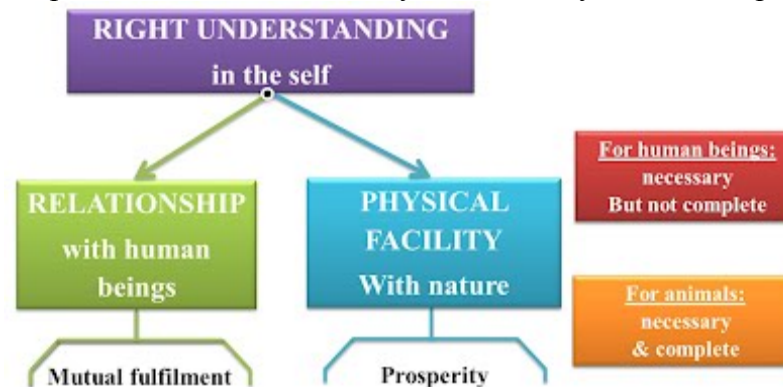 RIGHT UNDERSTANDING
in the self
RELATIONSHIP
with human
beings
PHYSICAL
FACILITY
With nature
For human beings:
necessary
But not complete
For animals:
necessary
& complete
Mutual fulfilment
Prosperity